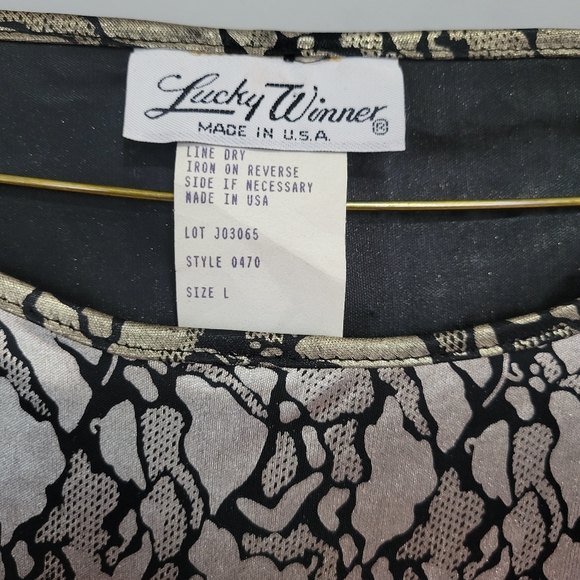 Lucky Winner ®
MADE IN U.S.A.
LINE DRY
IRON ON REVERSE
SIDE IF NECESSARY
MADE IN USA
LOT J03065
STYLE 0470
SIZE L